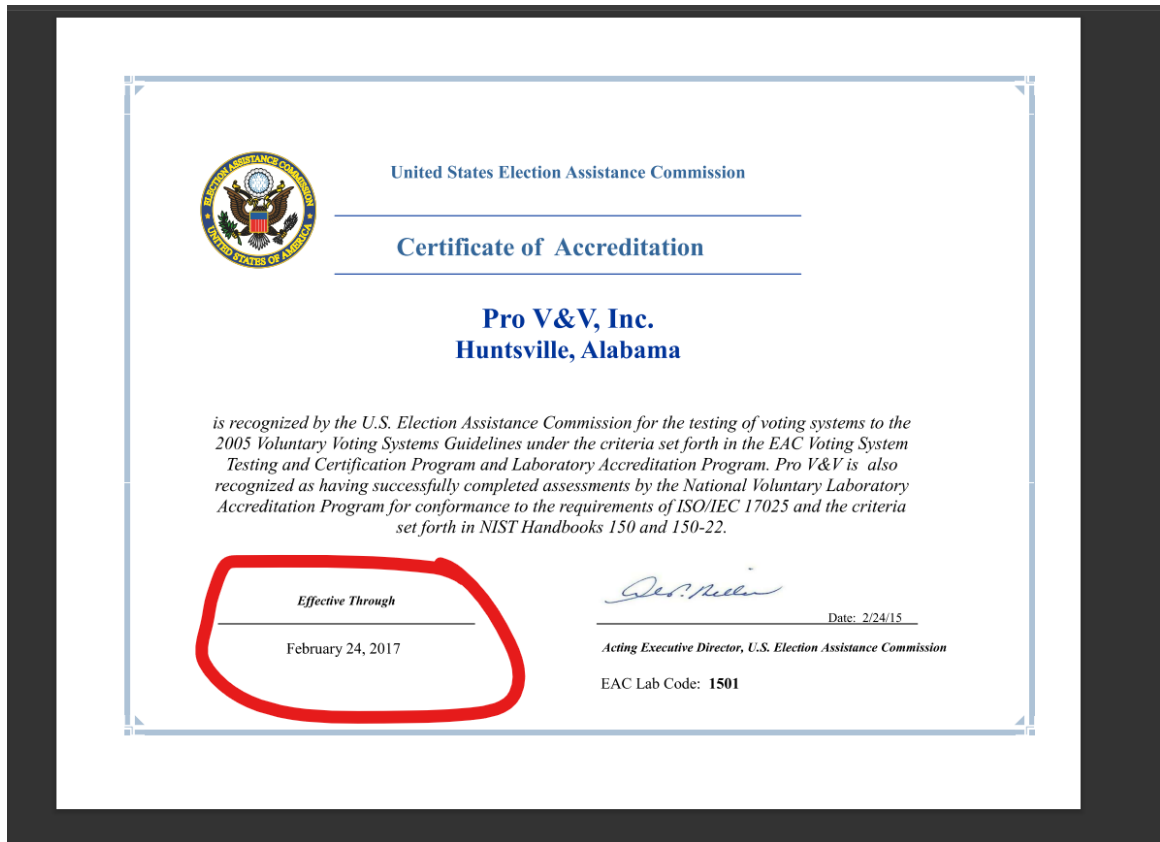 ELECTION ASSISTANCE COMMISSION
UNITED STATES OF AMERICA
United States Election Assistance Commission
Certificate of Accreditation
Pro V&V, Inc.
Huntsville, Alabama
is recognized by the U.S. Election Assistance Commission for the testing of voting systems to the
2005 Voluntary Voting Systems Guidelines under the criteria set forth in the EAC Voting System
Testing and Certification Program and Laboratory Accreditation Program. Pro V&V is also
recognized as having successfully completed assessments by the National Voluntary Laboratory
Accreditation Program for conformance to the requirements of ISO/IEC 17025 and the criteria
set forth in NIST Handbooks 150 and 150-22.
Effective Through
February 24, 2017
Date: 2/24/15
Acting Executive Director, U.S. Election Assistance Commission
EAC Lab Code: 1501